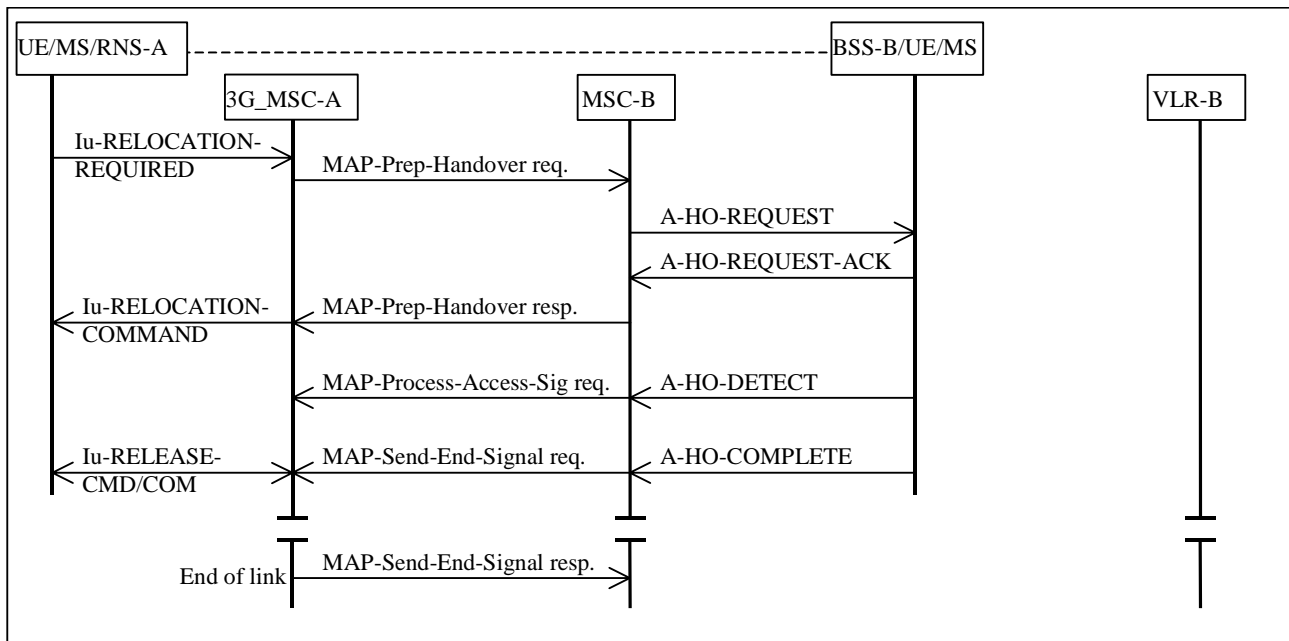 UE/MS/RNS-A
BSS-B/UE/MS
3G_MSC-A
MSC-B
VLR-B
Iu-RELOCATION-
REQUIRED
MAP-Prep-Handover req.
A-HO-REQUEST
A-HO-REQUEST-ACK
Iu-RELOCATION-
COMMAND
MAP-Prep-Handover resp.
MAP-Process-Access-Sig req.
A-HO-DETECT
Iu-RELEASE-
CMD/COM
MAP-Send-End-Signal req.
A-HO-COMPLETE
End of link
MAP-Send-End-Signal resp.